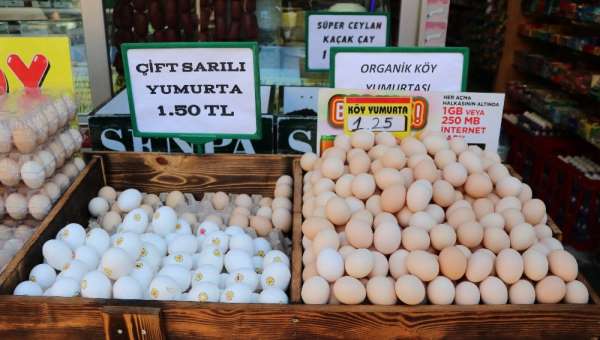 SÜPER CEYLAN
KAÇAK ÇAY
ÇİFT SARILI
YUMURTA
1.50 TL
ORGANİK KÖY
YUMURTASI
KÖY YUMURTA
1.25
her açma
HALKASININ ALTINDA
1GB VEYA
250 MB
İNTERNET
SENPA